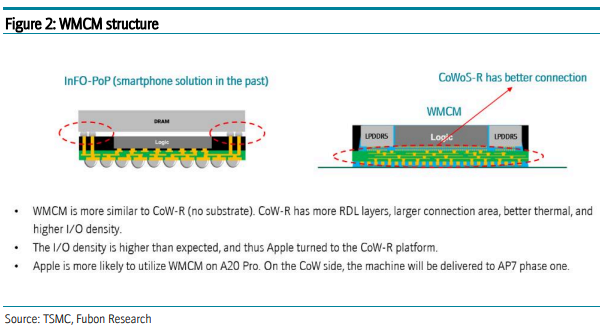 Figure 2: WMCM structure
InFO-PoP (smartphone solution in the past)
CoWoS-R has better connection
WMCM
DRAM
Logic
LPDDR5
Logic
LPDDR5
• WMCM is more similar to CoW-R (no substrate). CoW-R has more RDL layers, larger connection area, better thermal, and
higher I/O density.
• The I/O density is higher than expected, and thus Apple turned to the CoW-R platform.
• Apple is more likely to utilize WMCM on A20 Pro. On the CoW side, the machine will be delivered to AP7 phase one.
Source: TSMC, Fubon Research